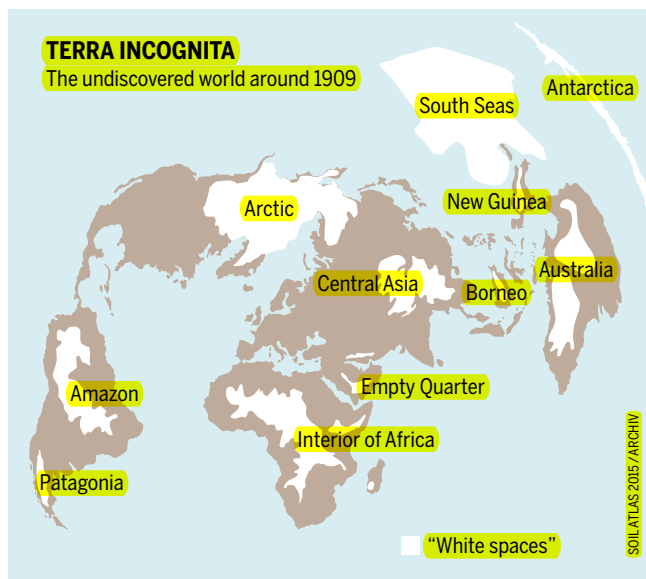 TERRA INCOGNITA
The undiscovered world around 1909
Antarctica
South Seas
New Guinea
Arctic
Central Asia
Australia
Borneo
Amazon
Empty Quarter
Interior of Africa
Patagonia
"White spaces"
SOIL ATLAS 2015 / ARCHIV